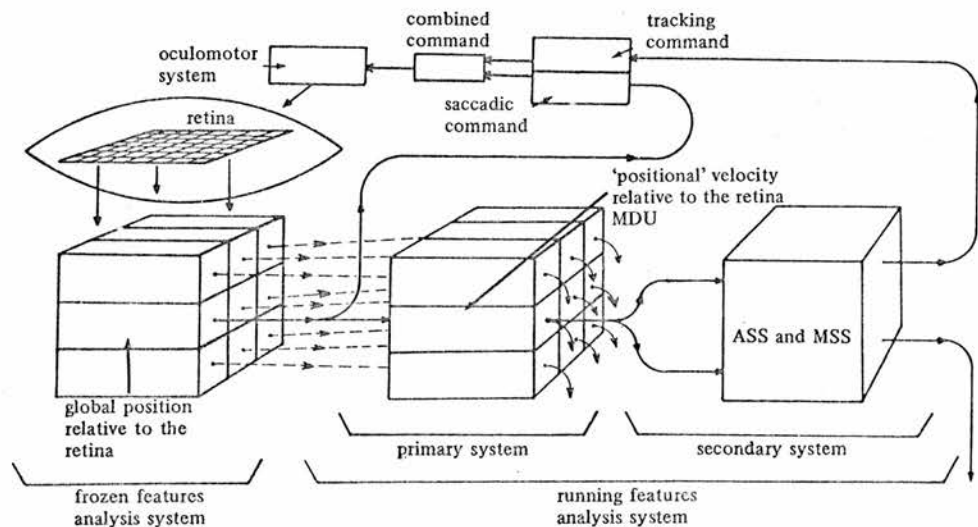 combined
command
tracking
command
oculomotor
system
saccadic
command
retina
'positional' velocity
relative to the retina
MDU
ASS and MSS
global position
relative to the
retina
primary system
secondary system
frozen features
analysis system
running features
analysis system